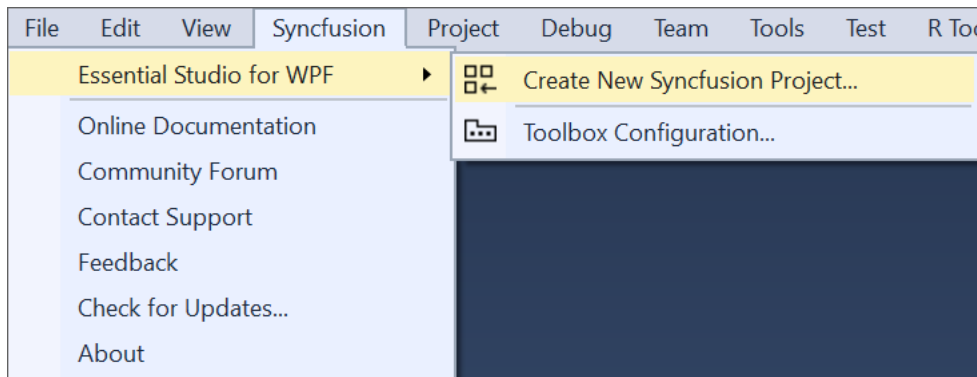 File Edit View Syncfusion Project Debug Team Tools Test R Too
Essential Studio for WPF
Create New Syncfusion Project...
Online Documentation
Toolbox Configuration...
Community Forum
Contact Support
Feedback
Check for Updates...
About